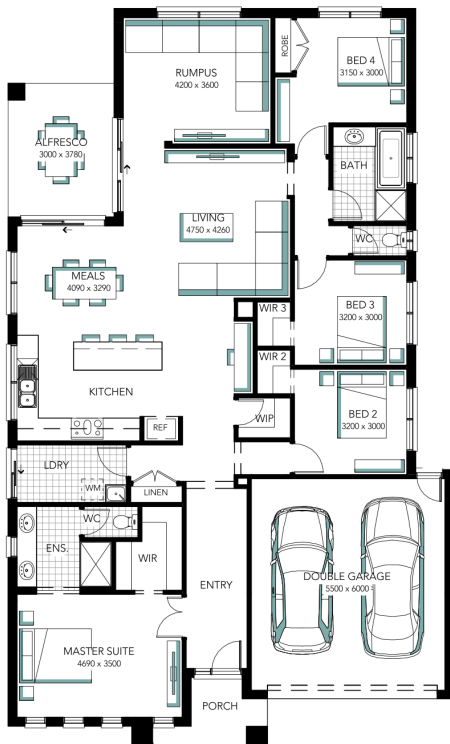 RUMPUS
4200 x 3600
ROBE
BED 4
3150 x 3000
ALFRESCO
3000 x 3780
BATH
LIVING
4750 x 4260
WC
MEALS
4090 x 3290
BED 3
3200 x 3000
WIR 3
WIR 2
KITCHEN
WIP
BED 2
3200 x 3000
REF
LDRY
WM
LINEN
WC
ENS.
WIR
ENTRY
DOUBLE GARAGE
5500 x 6000
MASTER SUITE
4690 x 3500
PORCH